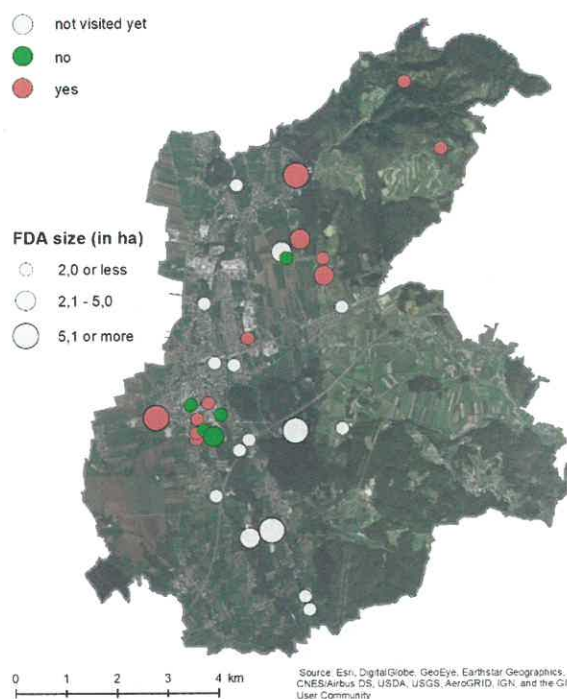 not visited yet
no
yes
FDA size (in ha)
2,0 or less
2,1 - 5,0
5,1 or more
0 1 2 3 4 km
Source: Esri, DigitalGlobe, GeoEye, Earthstar Geographics,
CNES/Airbus DS, USDA, USGS, AeroGRID, IGN, and the GI
User Community